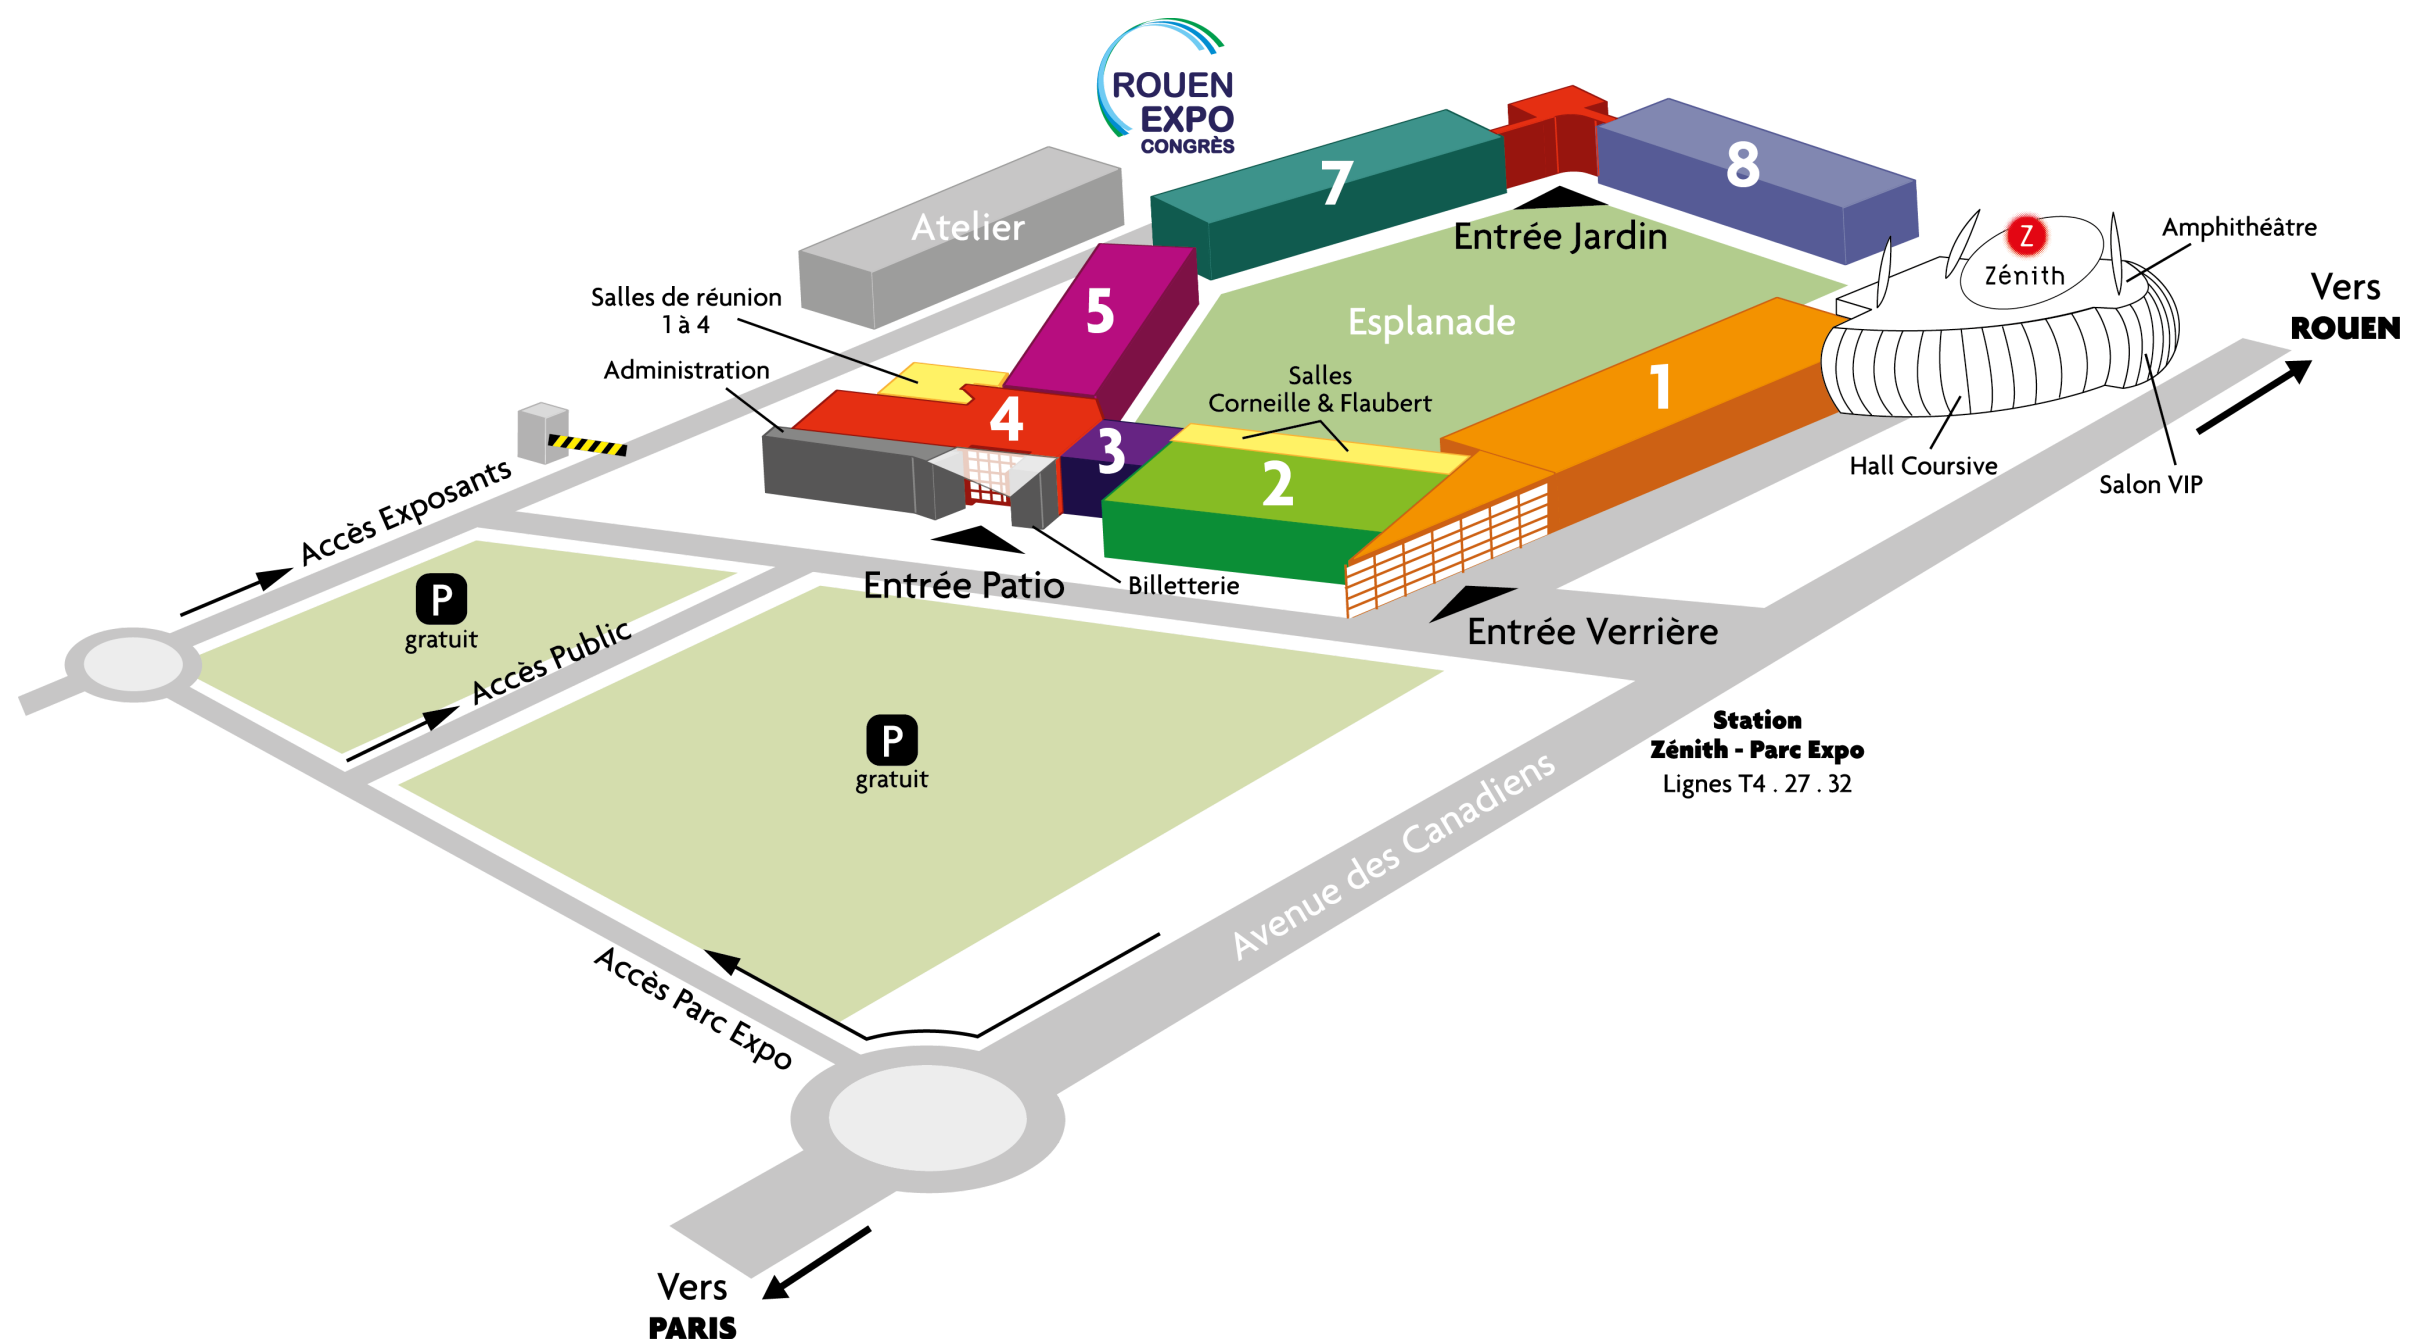 ROUEN
EXPO
CONGRÈS
7
8
Atelier
Entrée Jardin
Z
Zénith
Amphithéâtre
Vers
ROUEN
Salles de réunion
1 à 4
5
Esplanade
Administration
Salles
Corneille & Flaubert
1
4
3
2
Hall Coursive
Salon VIP
Accès Exposants
Entrée Patio
Billetterie
P
gratuit
Entrée Verrière
Accès Public
P
gratuit
Station
Zénith - Parc Expo
Lignes T4 . 27 . 32
Avenue des Canadiens
Accès Parc Expo
Vers
PARIS